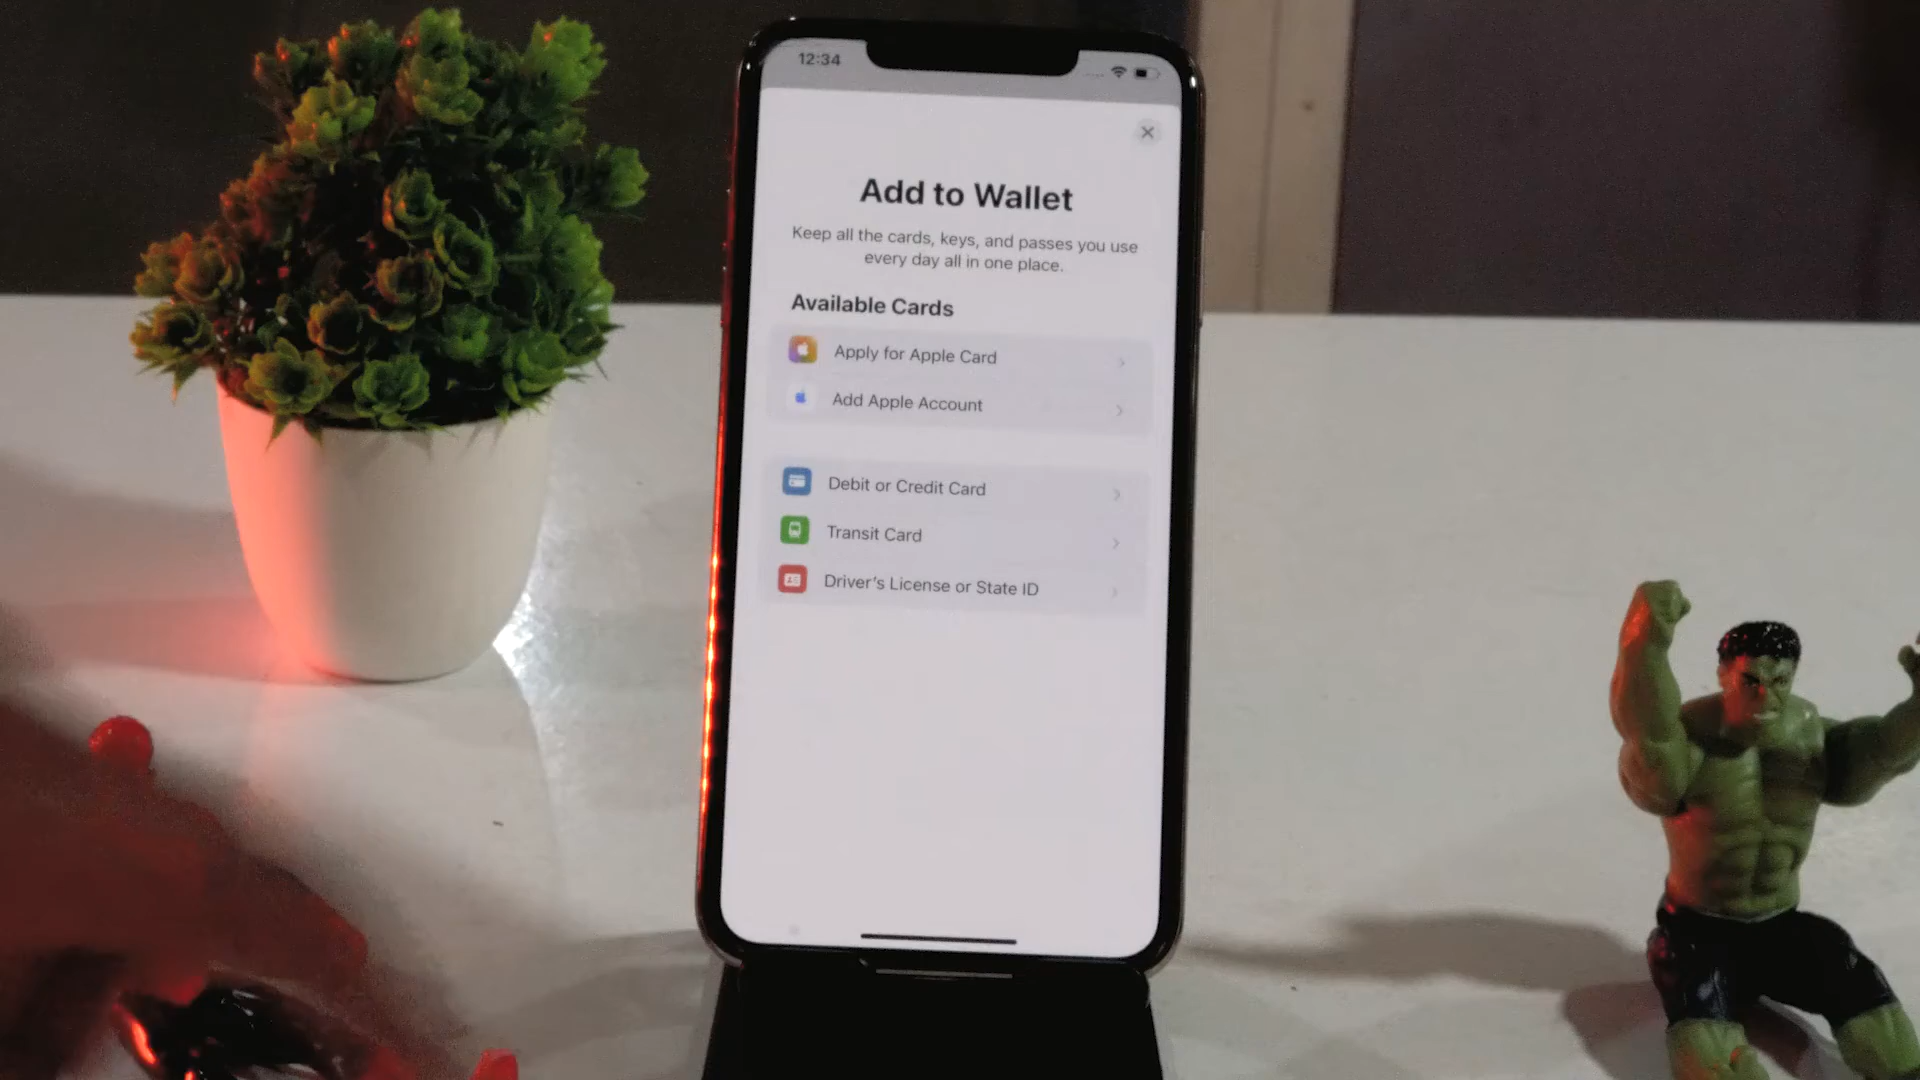 12:34
Add to Wallet
Keep all the cards, keys, and passes you use
every day all in one place.
Available Cards
Apply for Apple Card
Add Apple Account
Debit or Credit Card
Transit Card
Driver's License or State ID